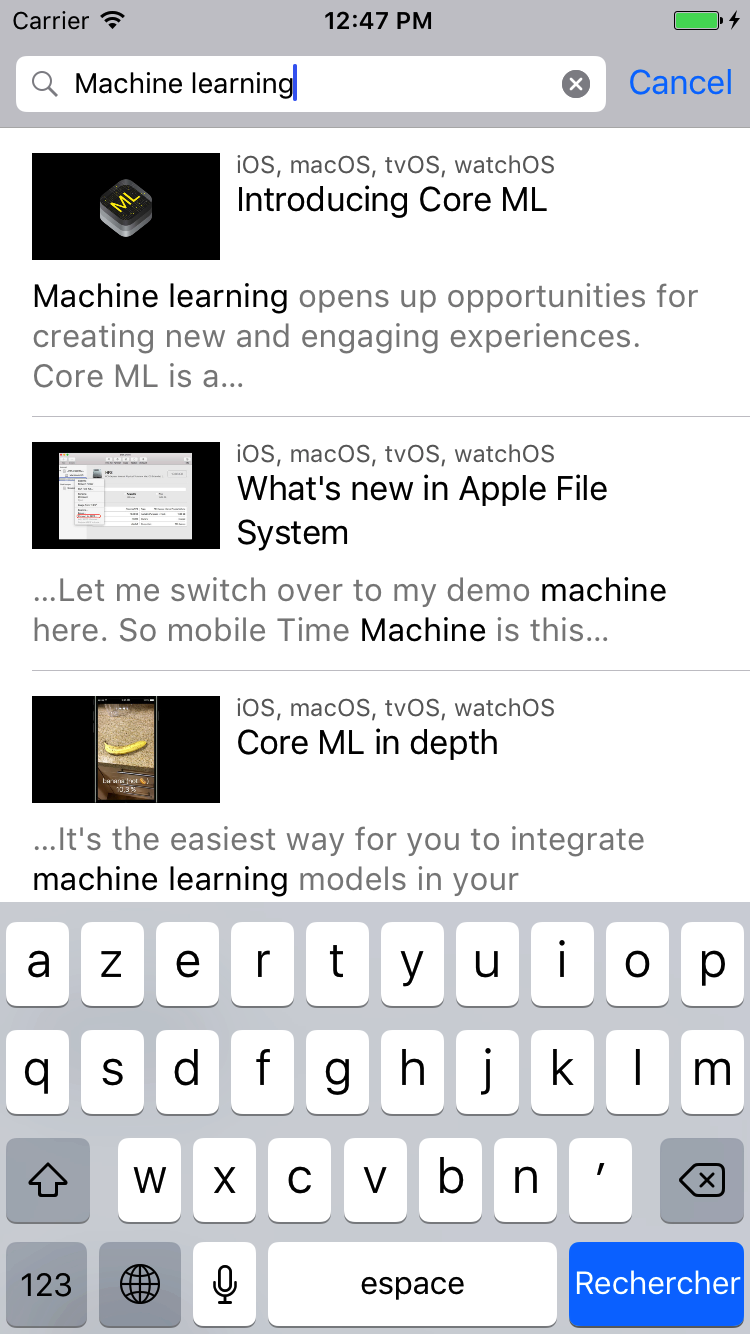 Carrier 12:47 PM
Machine learning Cancel
ML
iOS, macOS, tvOS, watchOS
Introducing Core ML
Machine learning opens up opportunities for
creating new and engaging experiences.
Core ML is a...
iOS, macOS, tvOS, watchOS
What's new in Apple File
System
...Let me switch over to my demo machine
here. So mobile Time Machine is this...
iOS, macOS, tvOS, watchOS
Core ML in depth
banana (not 🌭)
10.3 %
...It's the easiest way for you to integrate
machine learning models in your
a z e r t y u i o p
q s d f g h j k l m
w x c v b n ’
123 espace Rechercher